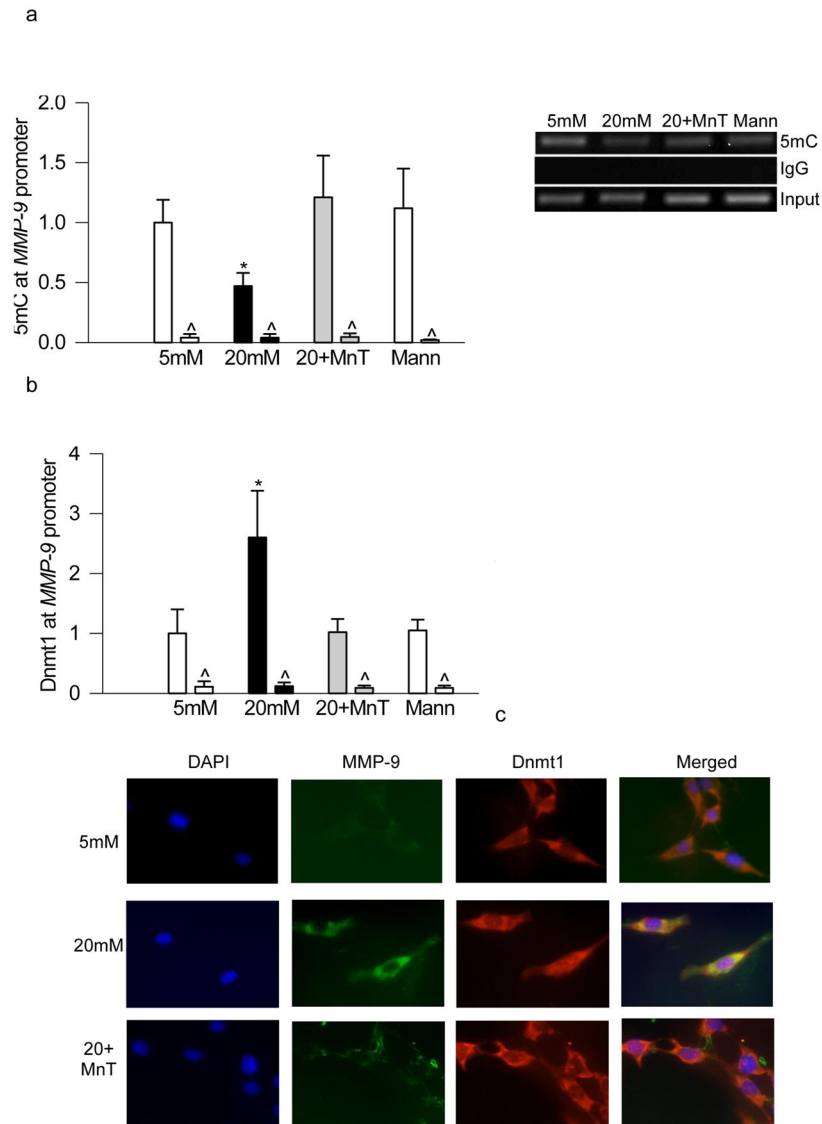 a
5mC at MMP-9 promoter
2.0
1.5
1.0
0.5
0.0
*
^ ^ ^ ^
5mM 20mM 20+MnT Mann
5mM 20mM 20+MnT Mann
5mC
IgG
Input
b
Dnmt1 at MMP-9 promoter
4
3
2
1
0
*
^ ^ ^ ^
5mM 20mM 20+MnT Mann
c
DAPI MMP-9 Dnmt1 Merged
5mM
20mM
20+
MnT